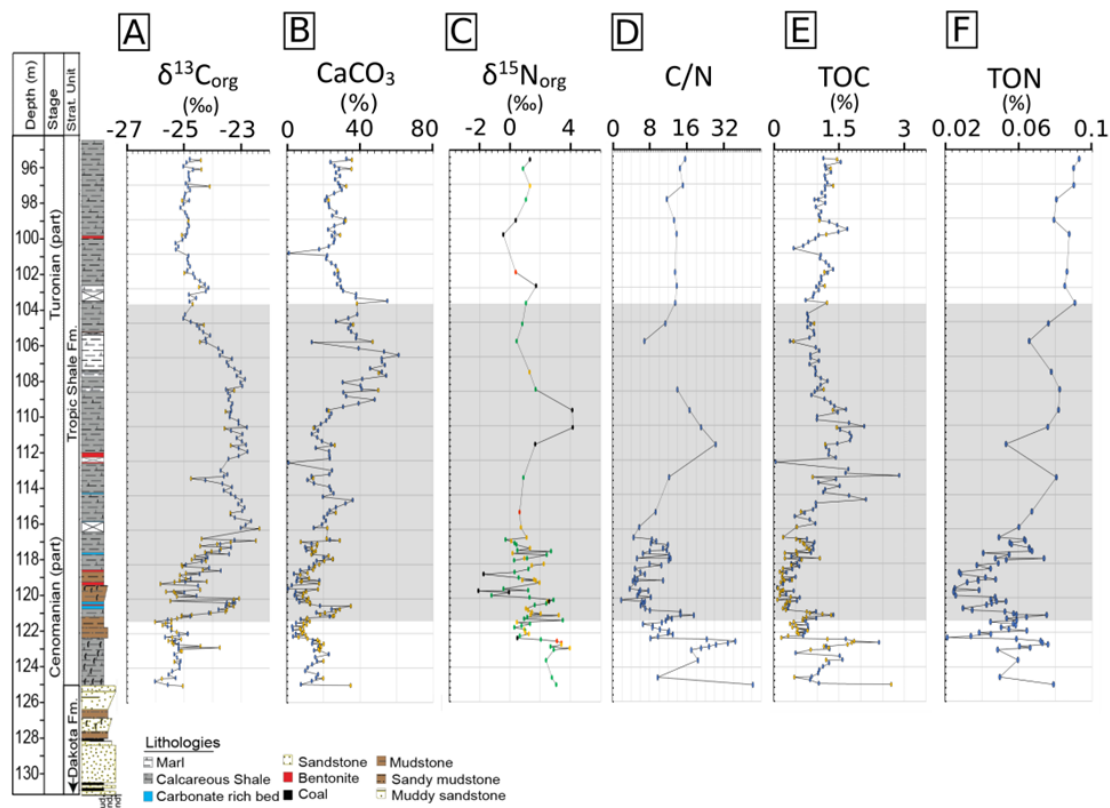 A B C D E F
δ¹³Corg CaCO₃ δ¹⁵Norg C/N TOC TON
(‰) (%) (‰) (%) (%)
-27 -25 -23 0 40 80 -2 0 4 0 8 16 24 32 0 1.5 3 0.02 0.06 0.1
Depth (m)
Stage
Strat. Unit
96
98
100
102
104
106
108
110
112
114
116
118
120
122
124
126
128
130
Turonian (part)
Cenomanian (part)
Tropic Shale Fm.
Dakota Fm.
Lithologies
Marl
Calcareous Shale
Carbonate rich bed
Sandstone
Bentonite
Coal
Mudstone
Sandy mudstone
Muddy sandstone